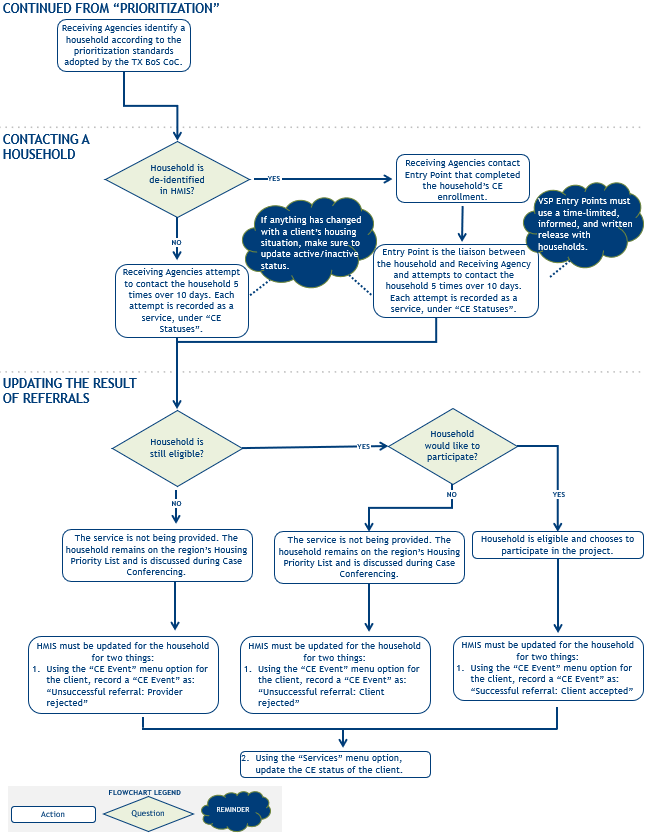 CONTINUED FROM “PRIORITIZATION”
Receiving Agencies identify a
household according to the
prioritization standards
adopted by the TX BoS CoC.
CONTACTING A
HOUSEHOLD
Household is
de-identified
in HMIS?
YES
Receiving Agencies contact
Entry Point that completed
the household’s CE
enrollment.
VSP Entry Points must
use a time-limited,
informed, and written
release with
households.
If anything has changed
with a client’s housing
situation, make sure to
update active/inactive
status.
NO
Receiving Agencies attempt
to contact the household 5
times over 10 days. Each
attempt is recorded as a
service, under “CE
Statuses”.
Entry Point is the liaison between
the household and Receiving Agency
and attempts to contact the
household 5 times over 10 days.
Each attempt is recorded as a
service, under “CE Statuses”.
UPDATING THE RESULT
OF REFERRALS
Household is
still eligible?
YES
Household
would like to
participate?
NO
NO
YES
The service is not being provided. The
household remains on the region’s Housing
Priority List and is discussed during Case
Conferencing.
The service is not being provided. The
household remains on the region’s Housing
Priority List and is discussed during Case
Conferencing.
Household is eligible and chooses to
participate in the project.
HMIS must be updated for the household
for two things:
1. Using the “CE Event” menu option for
the client, record a “CE Event” as:
“Unsuccessful referral: Provider
rejected”
HMIS must be updated for the household
for two things:
1. Using the “CE Event” menu option for
the client, record a “CE Event” as:
“Unsuccessful referral: Client
rejected”
HMIS must be updated for the household
for two things:
1. Using the “CE Event” menu option for
the client, record a “CE Event” as:
“Successful referral: Client accepted”
2. Using the “Services” menu option,
update the CE status of the client.
FLOWCHART LEGEND
Action
Question
REMINDER